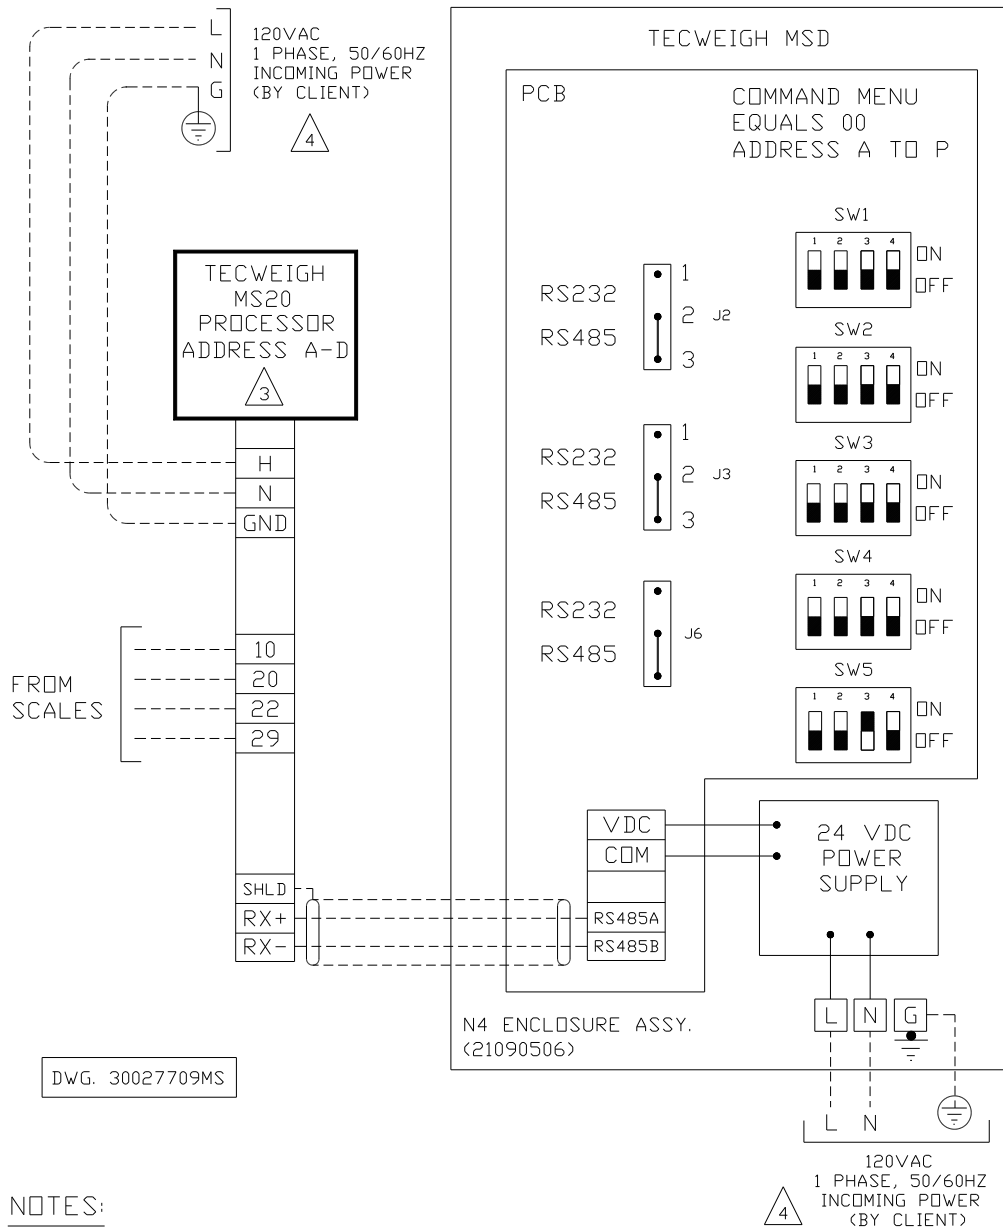 L
N
G
120VAC
1 PHASE, 50/60HZ
INCOMING POWER
(BY CLIENT)
4
TECWEIGH
MS20
PROCESSOR
ADDRESS A-D
3
H
N
GND
FROM
SCALES
10
20
22
29
SHLD
RX+
RX-
DWG. 30027709MS
NOTES:
TECWEIGH MSD
PCB
COMMAND MENU
EQUALS 00
ADDRESS A TO P
RS232
RS485
1
2
3
J2
RS232
RS485
1
2
3
J3
RS232
RS485
J6
SW1
1 2 3 4
ON
OFF
SW2
1 2 3 4
ON
OFF
SW3
1 2 3 4
ON
OFF
SW4
1 2 3 4
ON
OFF
SW5
1 2 3 4
ON
OFF
VDC
COM
RS485A
RS485B
24 VDC
POWER
SUPPLY
L N G
N4 ENCLOSURE ASSY.
(21090506)
L N
120VAC
1 PHASE, 50/60HZ
INCOMING POWER
(BY CLIENT)
4